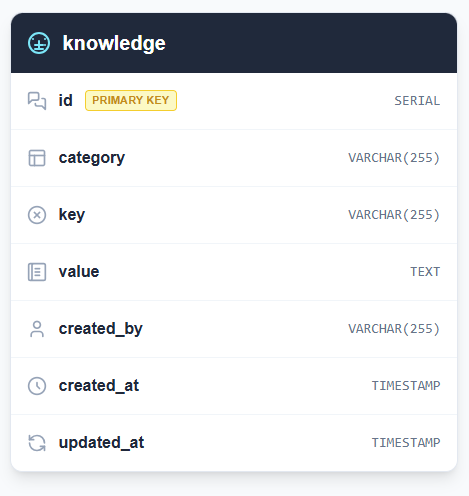 knowledge
id PRIMARY KEY SERIAL
category VARCHAR(255)
key VARCHAR(255)
value TEXT
created_by VARCHAR(255)
created_at TIMESTAMP
updated_at TIMESTAMP